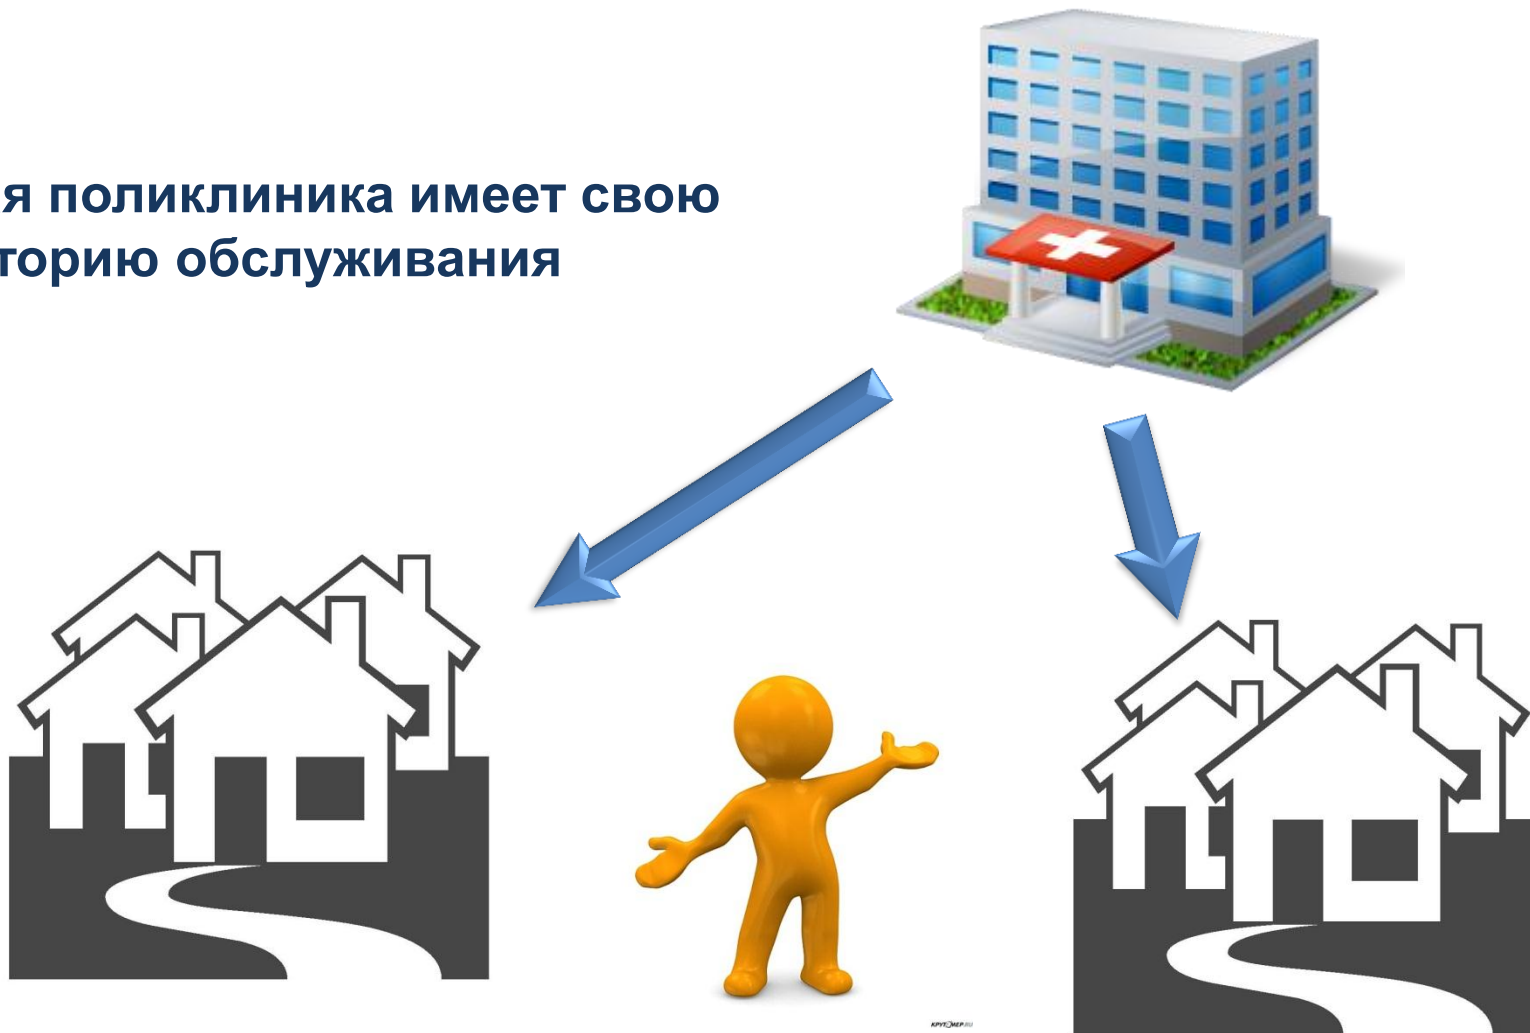 я поликлиника имеет свою
торию обслуживания